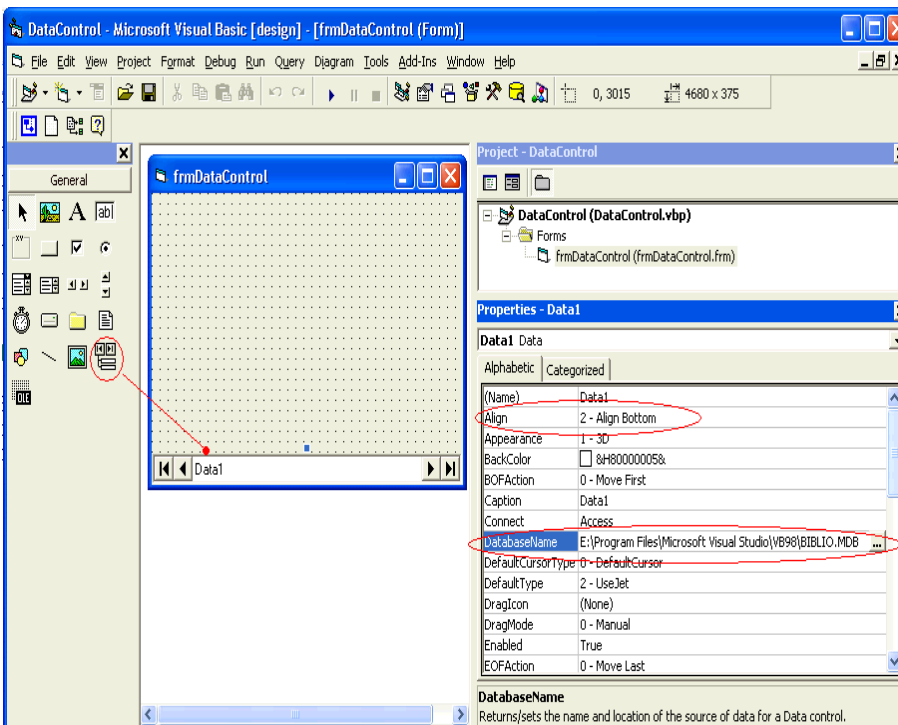 DataControl - Microsoft Visual Basic [design] - [frmDataControl (Form)]
File Edit View Project Format Debug Run Query Diagram Tools Add-Ins Window Help
0, 3015 4680 x 375
General
A ab|
XY
OLE
frmDataControl
Data1
Project - DataControl
DataControl (DataControl.vbp)
Forms
frmDataControl (frmDataControl.frm)
Properties - Data1
Data1 Data
Alphabetic Categorized
(Name) Data1
Align 2 - Align Bottom
Appearance 1 - 3D
BackColor &H80000005&
BOFAction 0 - Move First
Caption Data1
Connect Access
DatabaseName E:\Program Files\Microsoft Visual Studio\VB98\BIBLIO.MDB ...
DefaultCursorType 0 - DefaultCursor
DefaultType 2 - UseJet
DragIcon (None)
DragMode 0 - Manual
Enabled True
EOFAction 0 - Move Last
DatabaseName
Returns/sets the name and location of the source of data for a Data control.